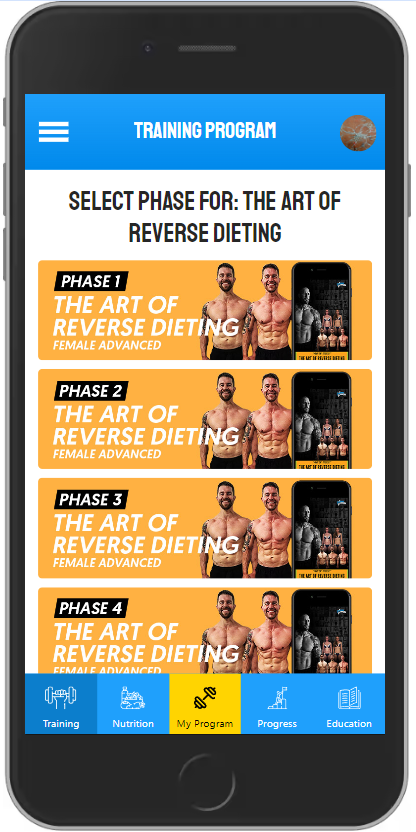 TRAINING PROGRAM
SELECT PHASE FOR: THE ART OF
REVERSE DIETING
PHASE 1
THE ART OF
REVERSE DIETING
FEMALE ADVANCED
PHASE 2
THE ART OF
REVERSE DIETING
FEMALE ADVANCED
PHASE 3
THE ART OF
REVERSE DIETING
FEMALE ADVANCED
PHASE 4
THE ART OF
REVERSE DIETING
FEMALE ADVANCED
Training
Nutrition
My Program
Progress
Education